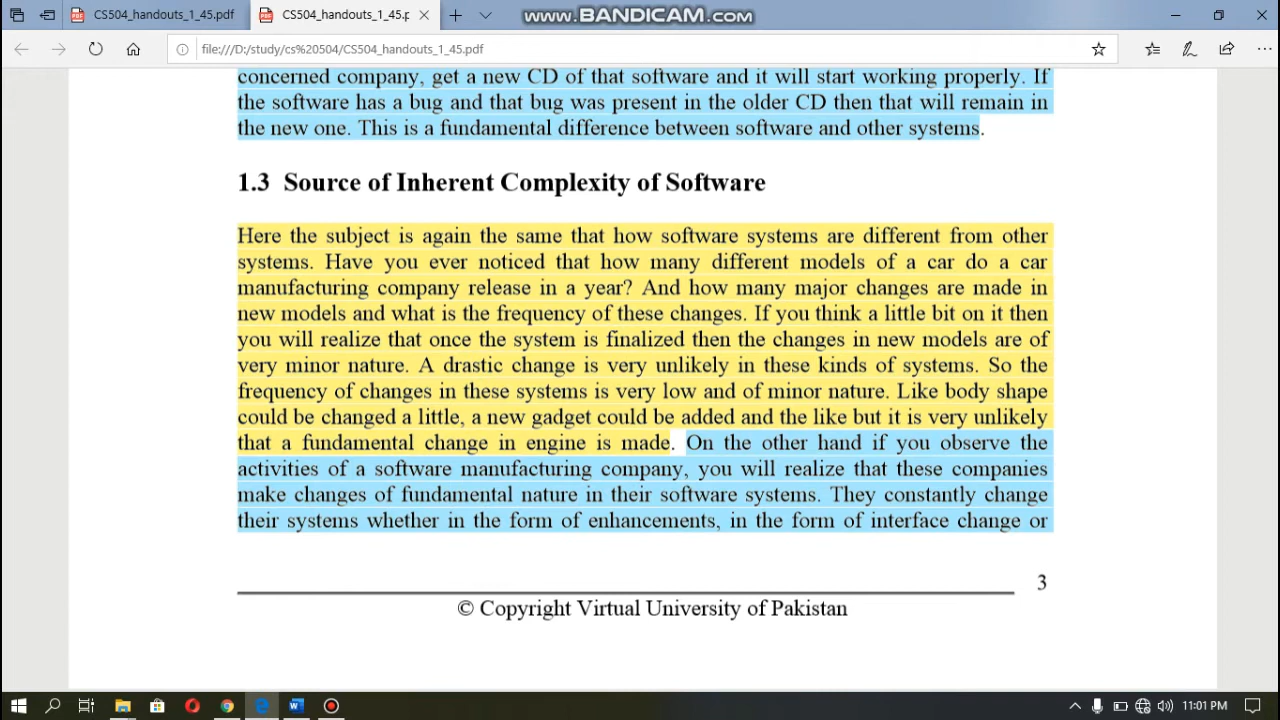 CS504_handouts_1_45.pdf
CS504_handouts_1_45.p
www.BANDICAM.com
file:///D:/study/cs%20504/CS504_handouts_1_45.pdf
concerned company, get a new CD of that software and it will start working properly. If
the software has a bug and that bug was present in the older CD then that will remain in
the new one. This is a fundamental difference between software and other systems.
1.3 Source of Inherent Complexity of Software
Here the subject is again the same that how software systems are different from other
systems. Have you ever noticed that how many different models of a car do a car
manufacturing company release in a year? And how many major changes are made in
new models and what is the frequency of these changes. If you think a little bit on it then
you will realize that once the system is finalized then the changes in new models are of
very minor nature. A drastic change is very unlikely in these kinds of systems. So the
frequency of changes in these systems is very low and of minor nature. Like body shape
could be changed a little, a new gadget could be added and the like but it is very unlikely
that a fundamental change in engine is made. On the other hand if you observe the
activities of a software manufacturing company, you will realize that these companies
make changes of fundamental nature in their software systems. They constantly change
their systems whether in the form of enhancements, in the form of interface change or
3
© Copyright Virtual University of Pakistan
11:01 PM